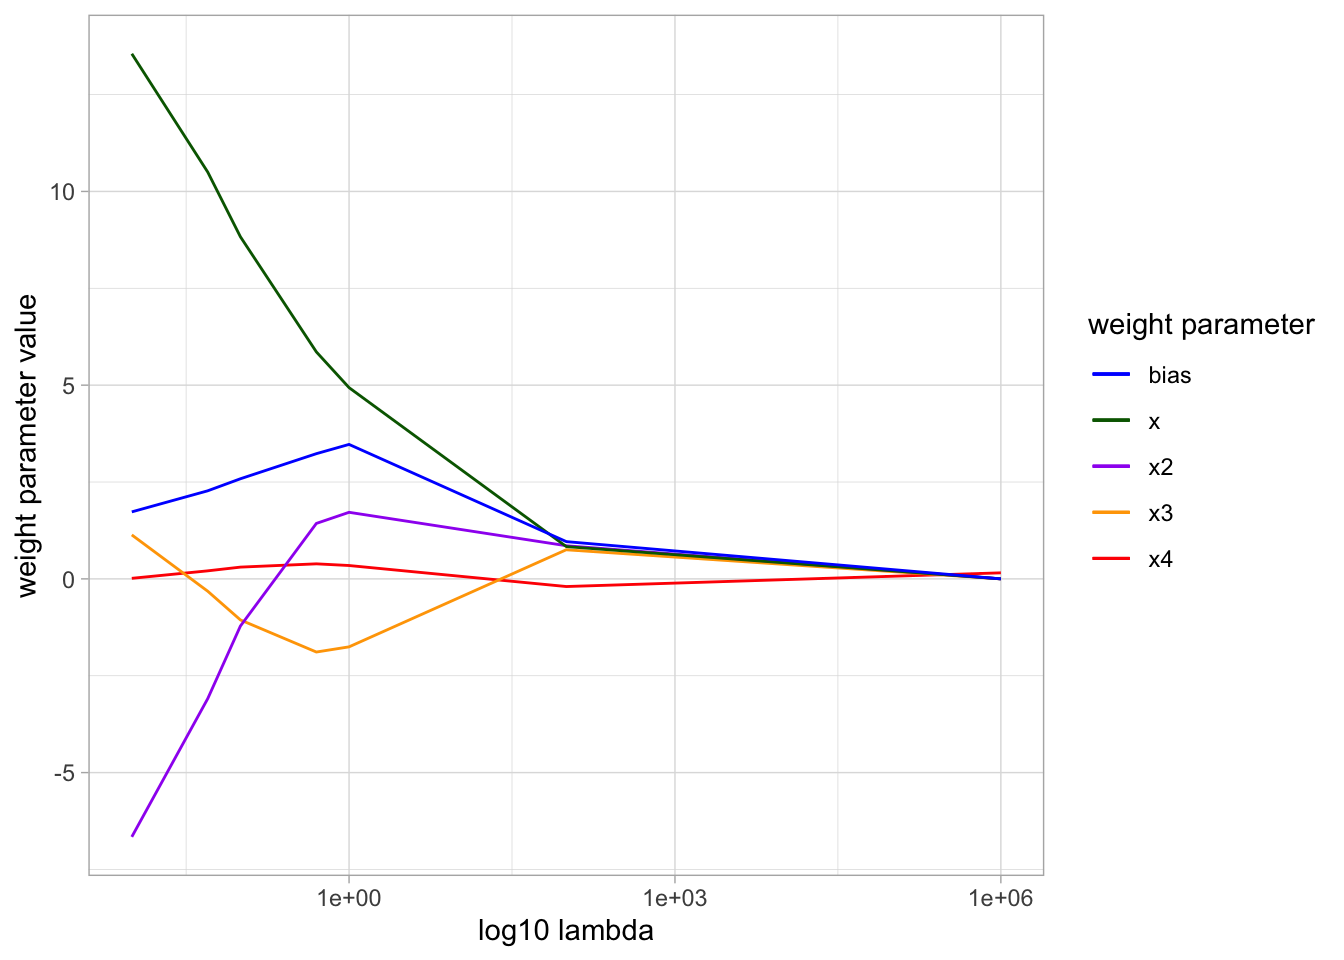 10
5
0
-5
weight parameter value
1e+00
1e+03
1e+06
log10 lambda
weight parameter
bias
x
x2
x3
x4